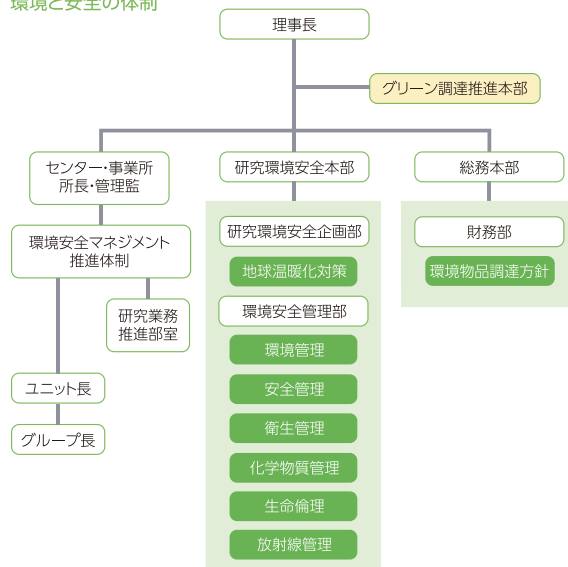 環境と安全の体制
理事長
グリーン調達推進本部
センター・事業所
所長・管理監
環境安全マネジメント
推進体制
研究業務
推進部室
ユニット長
グループ長
研究環境安全本部
研究環境安全企画部
地球温暖化対策
環境安全管理部
環境管理
安全管理
衛生管理
化学物質管理
生命倫理
放射線管理
総務本部
財務部
環境物品調達方針